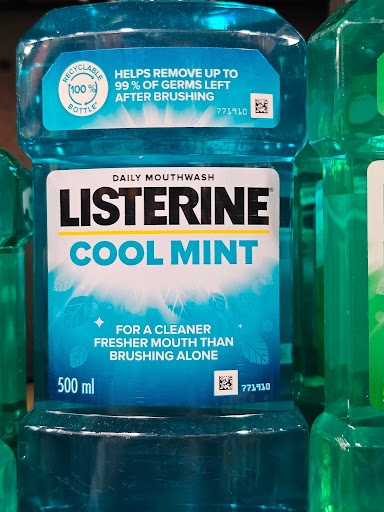 RECYCLABLE
100 %
BOTTLE*
HELPS REMOVE UP TO
99 % OF GERMS LEFT
AFTER BRUSHING
771910
DAILY MOUTHWASH
LISTERINE
COOL MINT
FOR A CLEANER
FRESHER MOUTH THAN
BRUSHING ALONE
500 ml
771910